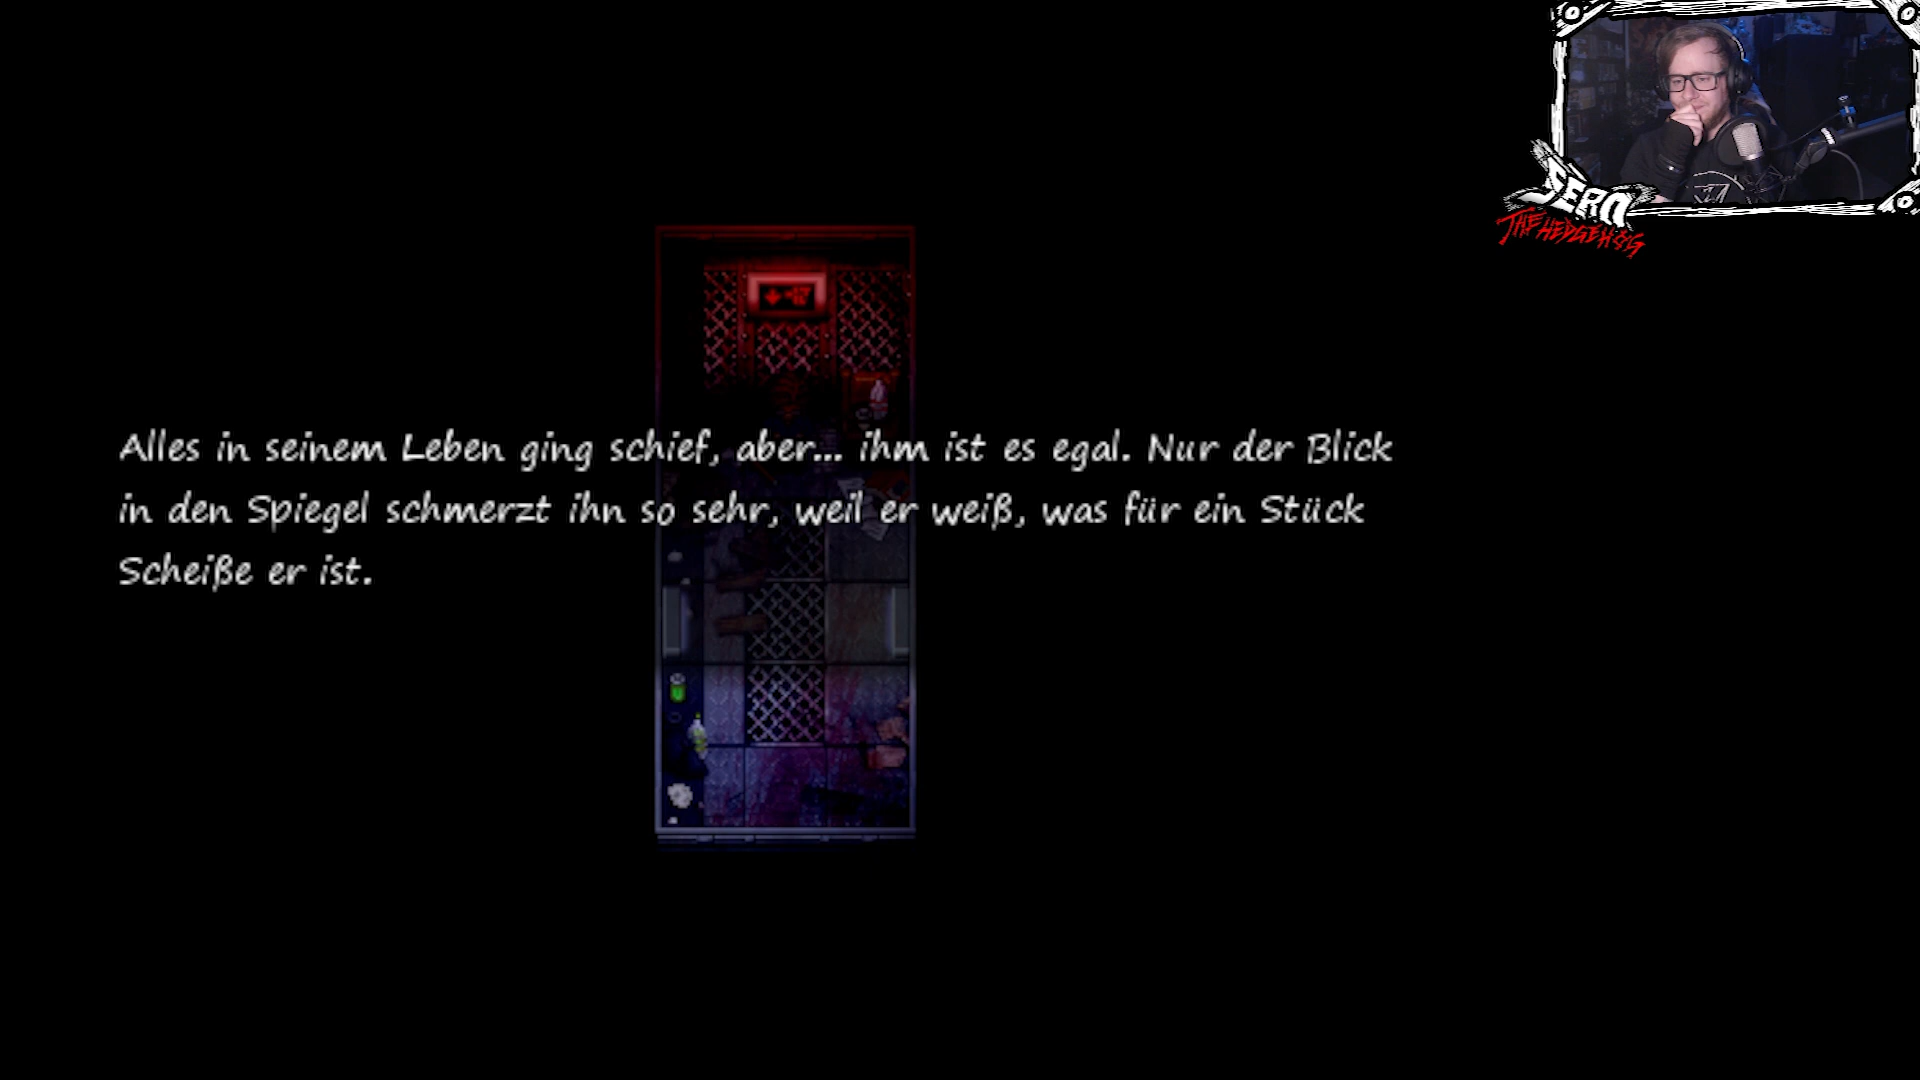 SERO
THE HEDGEHOG
Alles in seinem Leben ging schief, aber... ihm ist es egal. Nur der Blick
in den Spiegel schmerzt ihn so sehr, weil er weiß, was für ein Stück
Scheiße er ist.